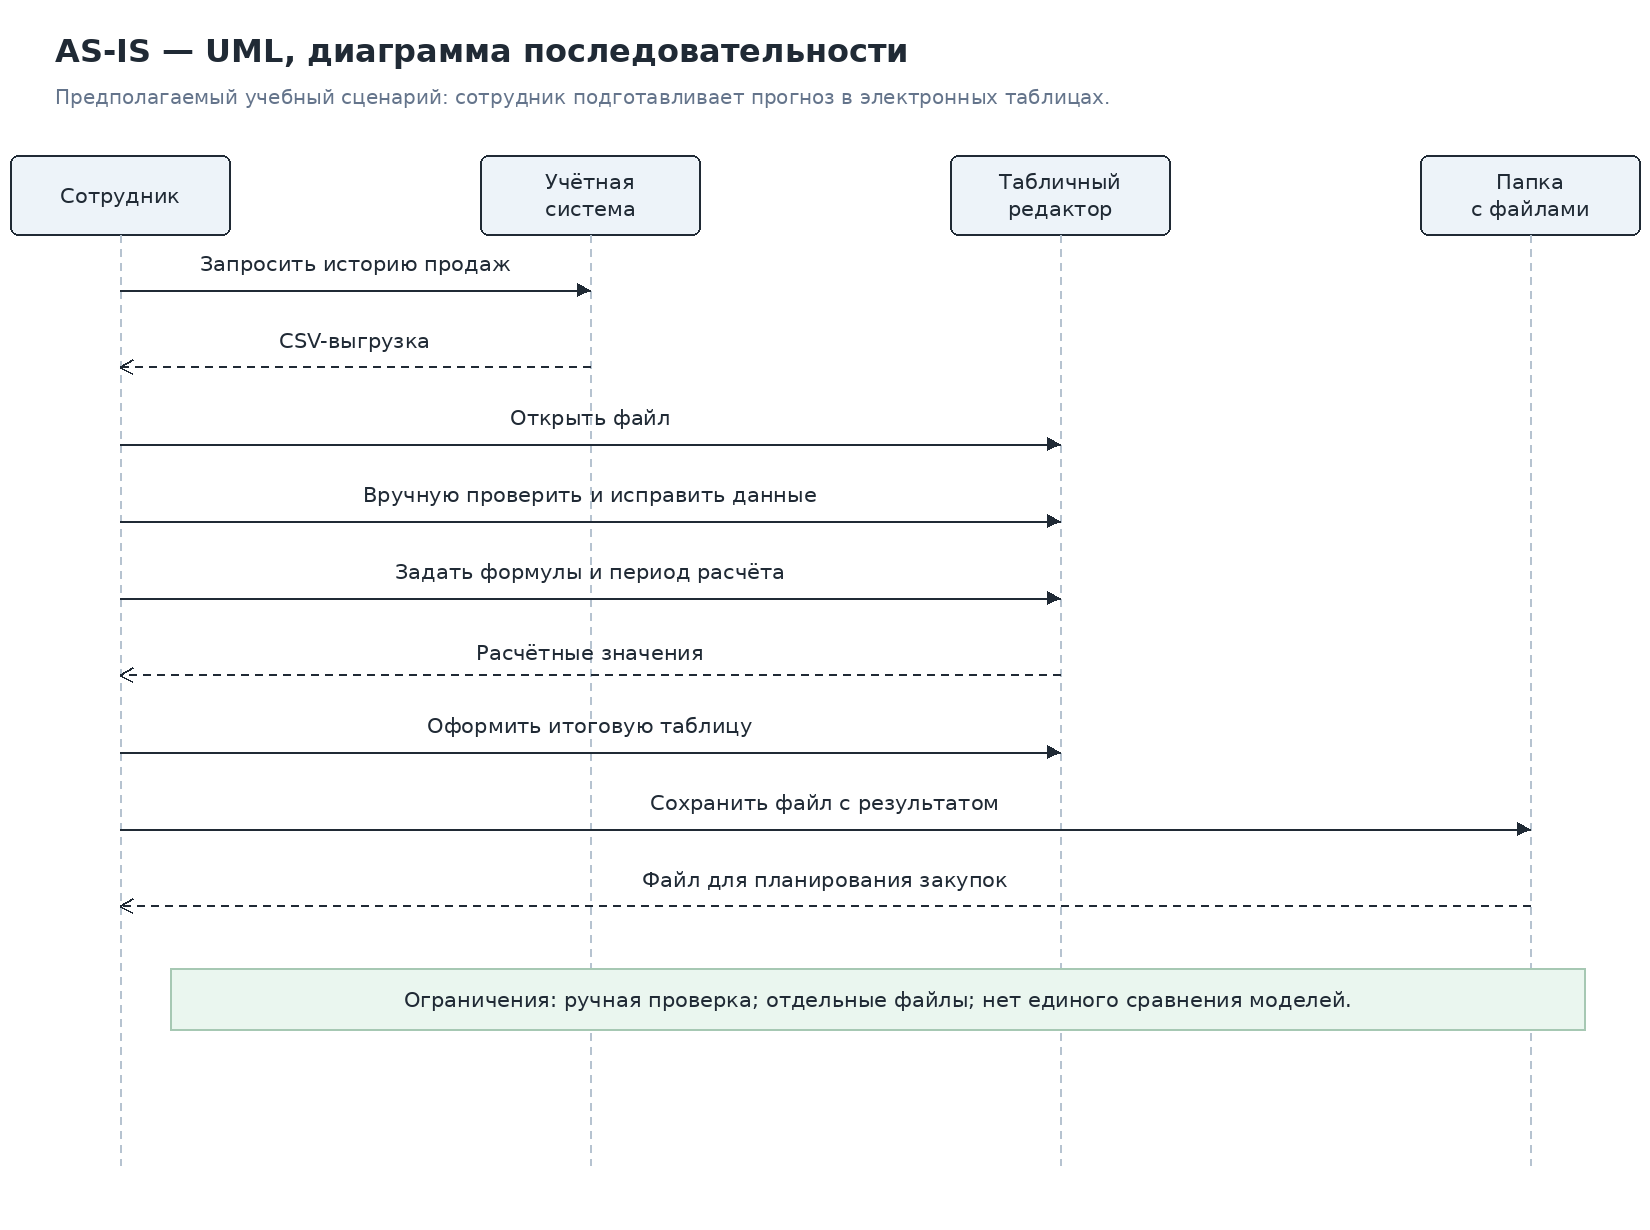 AS-IS — UML, диаграмма последовательности
Предполагаемый учебный сценарий: сотрудник подготавливает прогноз в электронных таблицах.
Сотрудник
Учётная
система
Табличный
редактор
Папка
с файлами
Запросить историю продаж
CSV-выгрузка
Открыть файл
Вручную проверить и исправить данные
Задать формулы и период расчёта
Расчётные значения
Оформить итоговую таблицу
Сохранить файл с результатом
Файл для планирования закупок
Ограничения: ручная проверка; отдельные файлы; нет единого сравнения моделей.